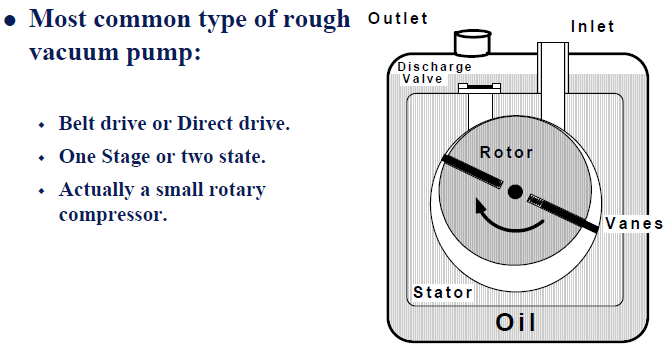 • Most common type of rough
vacuum pump:
• Belt drive or Direct drive.
• One Stage or two state.
• Actually a small rotary
compressor.
Outlet
Inlet
Discharge
Valve
Rotor
Vanes
Stator
Oil